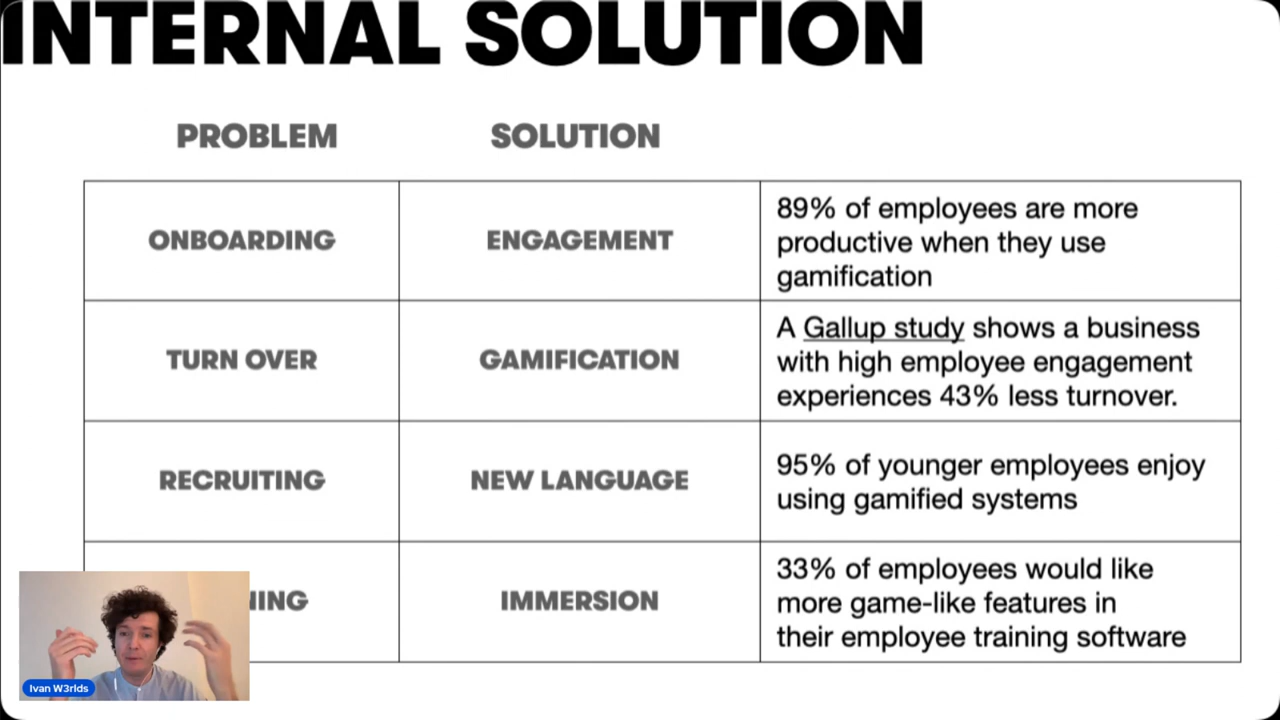 INTERNAL SOLUTION
PROBLEM
SOLUTION
ONBOARDING
ENGAGEMENT
89% of employees are more
productive when they use
gamification
TURN OVER
GAMIFICATION
A Gallup study shows a business
with high employee engagement
experiences 43% less turnover.
RECRUITING
NEW LANGUAGE
95% of younger employees enjoy
using gamified systems
NING
IMMERSION
33% of employees would like
more game-like features in
their employee training software
Ivan W3rlds